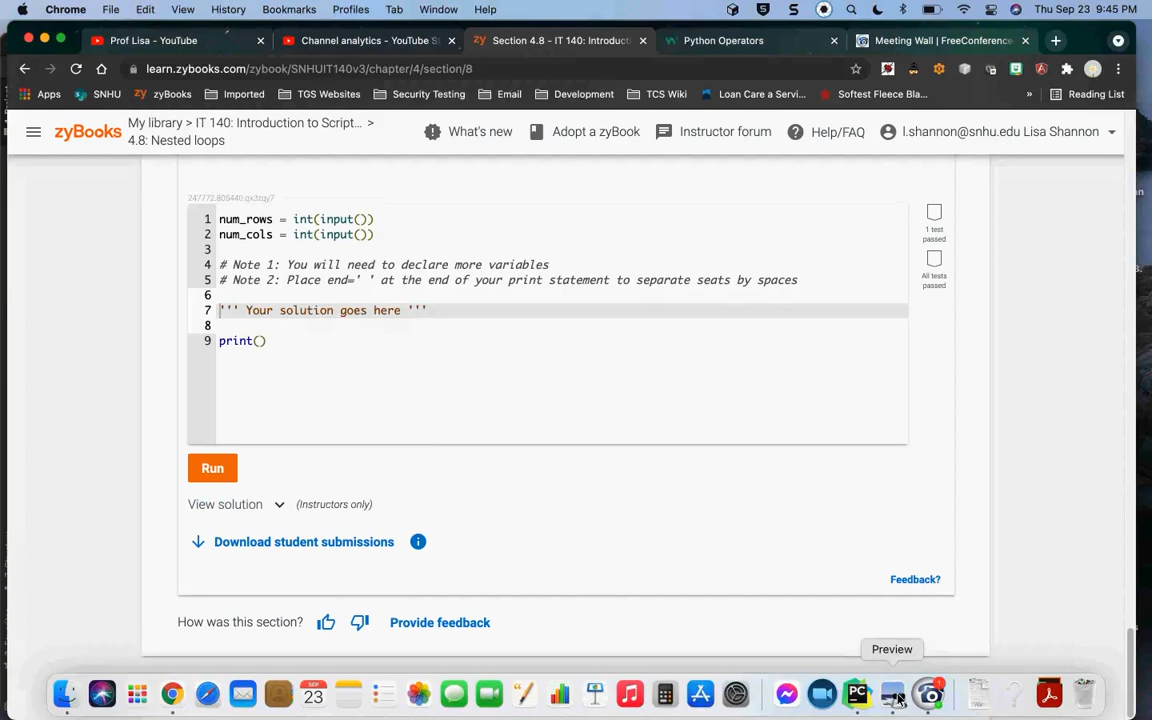 Chrome File Edit View History Bookmarks Profiles Tab Window Help Thu Sep 23 9:45 PM
Prof Lisa - YouTube Channel analytics - YouTube S Section 4.8 - IT 140: Introduct Python Operators Meeting Wall | FreeConference
learn.zybooks.com/zybook/SNHUIT140v3/chapter/4/section/8
Apps SNHU zyBooks Imported TGS Websites Security Testing Email Development TCS Wiki Loan Care a Servi... Softest Fleece Bla... » Reading List
zyBooks My library > IT 140: Introduction to Script... > What's new Adopt a zyBook Instructor forum Help/FAQ l.shannon@snhu.edu Lisa Shannon
4.8: Nested loops
247772.805440.qx3zqy7
1 num_rows = int(input())
2 num_cols = int(input())
3
4 # Note 1: You will need to declare more variables
5 # Note 2: Place end=' ' at the end of your print statement to separate seats by spaces
6
7 ''' Your solution goes here '''
8
9 print()
1 test
passed
All tests
passed
Run
View solution (Instructors only)
Download student submissions
Feedback?
How was this section? Provide feedback
Preview
SEP
23
PC
1